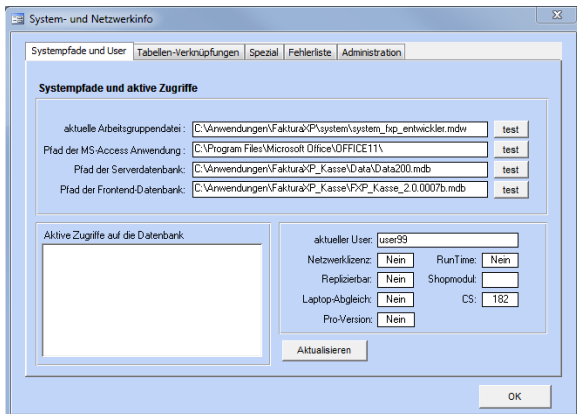 System- und Netzwerkinfo
Systempfade und User Tabellen-Verknüpfungen Spezial Fehlerliste Administration
Systempfade und aktive Zugriffe
aktuelle Arbeitsgruppendatei : C:\Anwendungen\FakturaXP\system\system_fxp_entwickler.mdw test
Pfad der MS-Access Anwendung : C:\Program Files\Microsoft Office\OFFICE11\ test
Pfad der Serverdatenbank: C:\Anwendungen\FakturaXP_Kasse\Data\Data200.mdb test
Pfad der Frontend-Datenbank: C:\Anwendungen\FakturaXP_Kasse\FXP_Kasse_2.0.0007b.mdb test
Aktive Zugriffe auf die Datenbank
aktueller User: user99
Netzwerklizenz: Nein RunTime: Nein
Replizierbar: Nein Shopmodul:
Laptop-Abgleich: Nein CS: 182
Pro-Version: Nein
Aktualisieren
OK